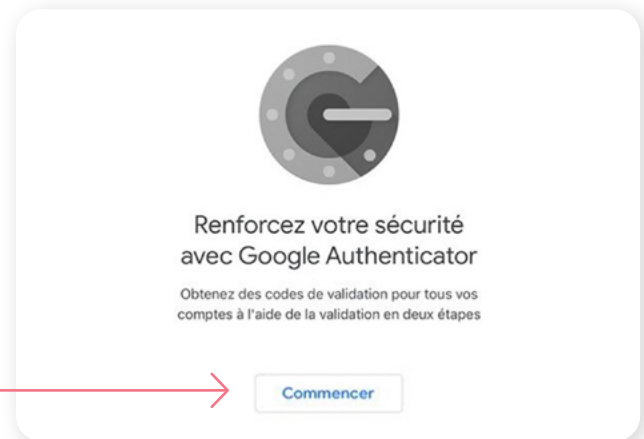 Renforcez votre sécurité
avec Google Authenticator
Obtenez des codes de validation pour tous vos
comptes à l'aide de la validation en deux étapes
Commencer